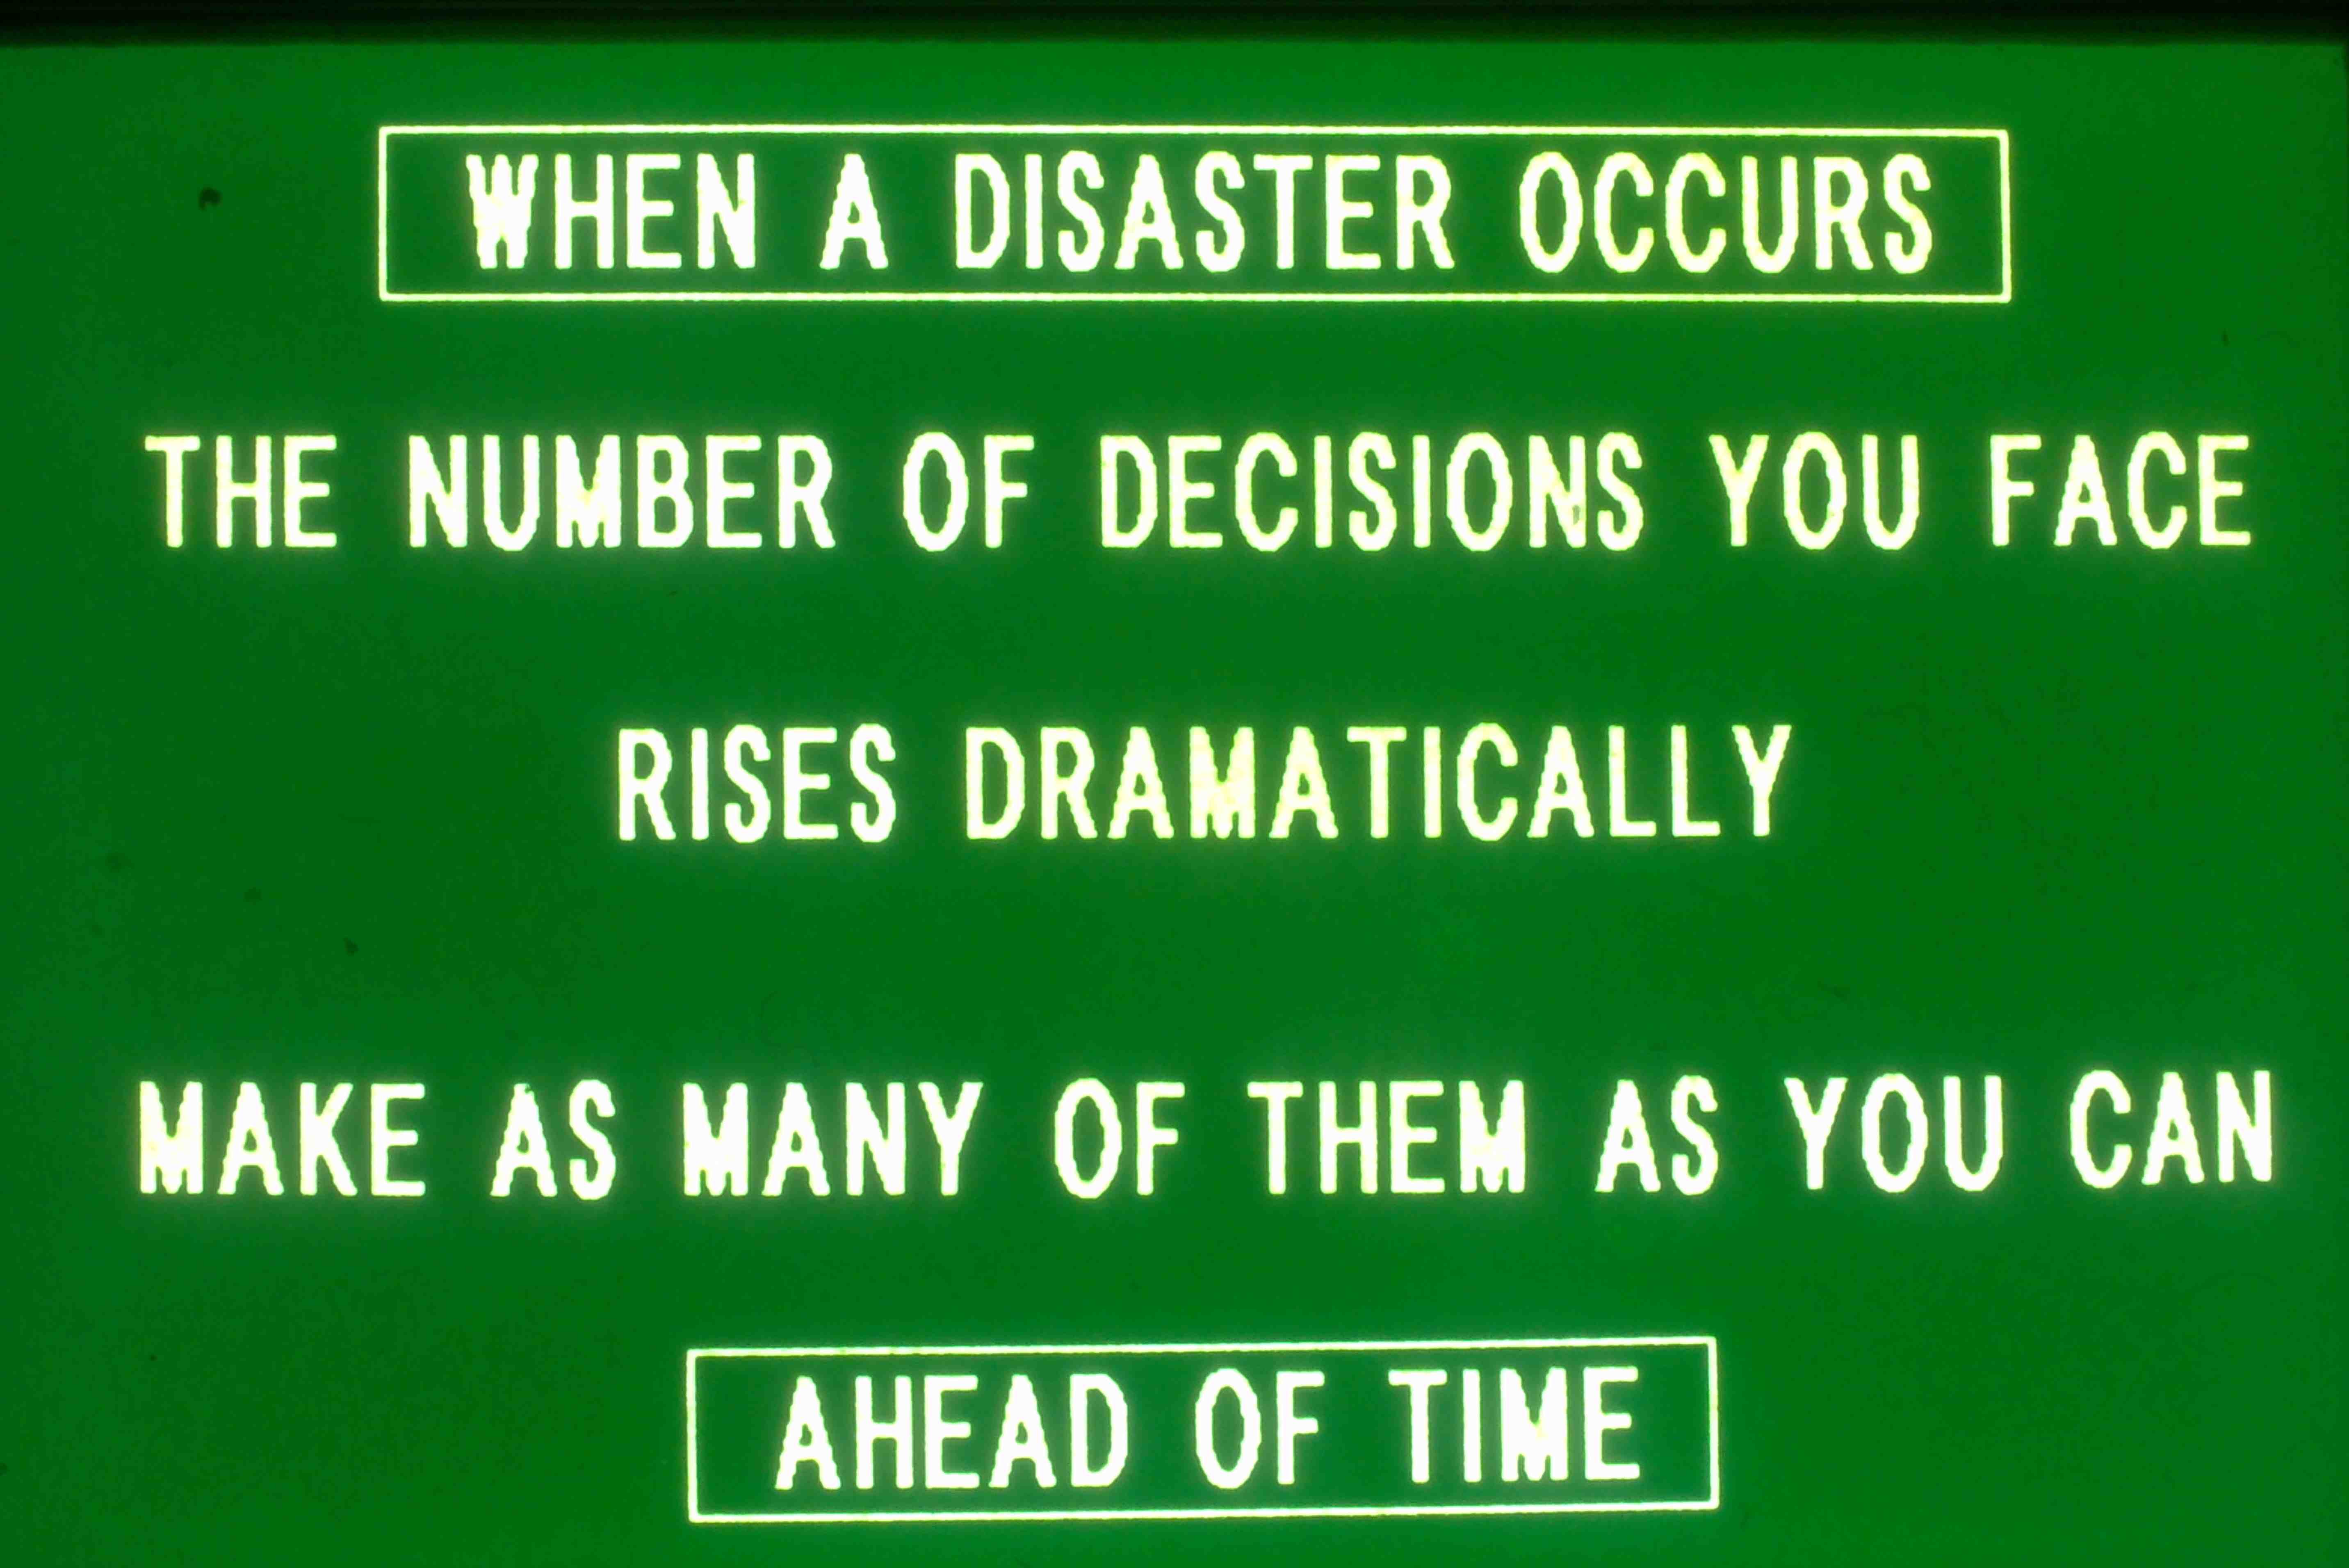 WHEN A DISASTER OCCURS
THE NUMBER OF DECISIONS YOU FACE
RISES DRAMATICALLY
MAKE AS MANY OF THEM AS YOU CAN
AHEAD OF TIME